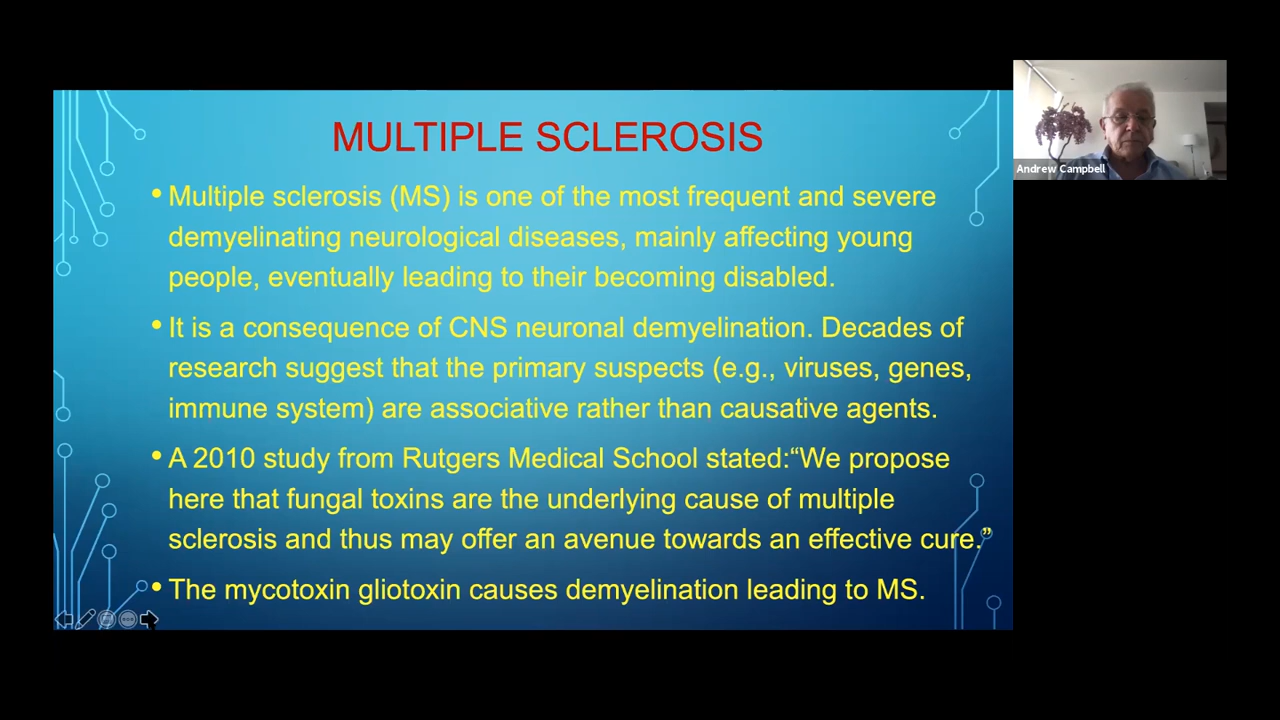 MULTIPLE SCLEROSIS
• Multiple sclerosis (MS) is one of the most frequent and severe
demyelinating neurological diseases, mainly affecting young
people, eventually leading to their becoming disabled.
• It is a consequence of CNS neuronal demyelination. Decades of
research suggest that the primary suspects (e.g., viruses, genes,
immune system) are associative rather than causative agents.
• A 2010 study from Rutgers Medical School stated:“We propose
here that fungal toxins are the underlying cause of multiple
sclerosis and thus may offer an avenue towards an effective cure.”
• The mycotoxin gliotoxin causes demyelination leading to MS.
Andrew Campbell